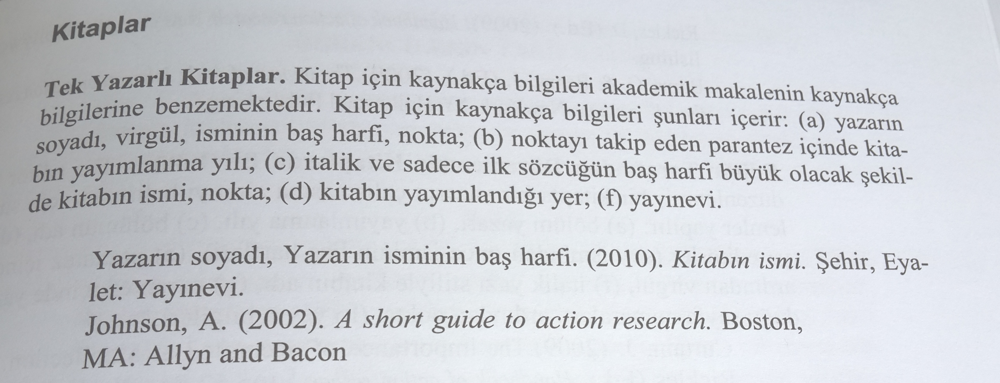 Kitaplar
Tek Yazarlı Kitaplar. Kitap için kaynakça bilgileri akademik makalenin kaynakça
bilgilerine benzemektedir. Kitap için kaynakça bilgileri şunları içerir: (a) yazarın
soyadı, virgül, isminin baş harfi, nokta; (b) noktayı takip eden parantez içinde kita-
bın yayımlanma yılı; (c) italik ve sadece ilk sözcüğün baş harfi büyük olacak şekil-
de kitabın ismi, nokta; (d) kitabın yayımlandığı yer; (f) yayınevi.
Yazarın soyadı, Yazarın isminin baş harfi. (2010). Kitabın ismi. Şehir, Eya-
let: Yayınevi.
Johnson, A. (2002). A short guide to action research. Boston,
MA: Allyn and Bacon